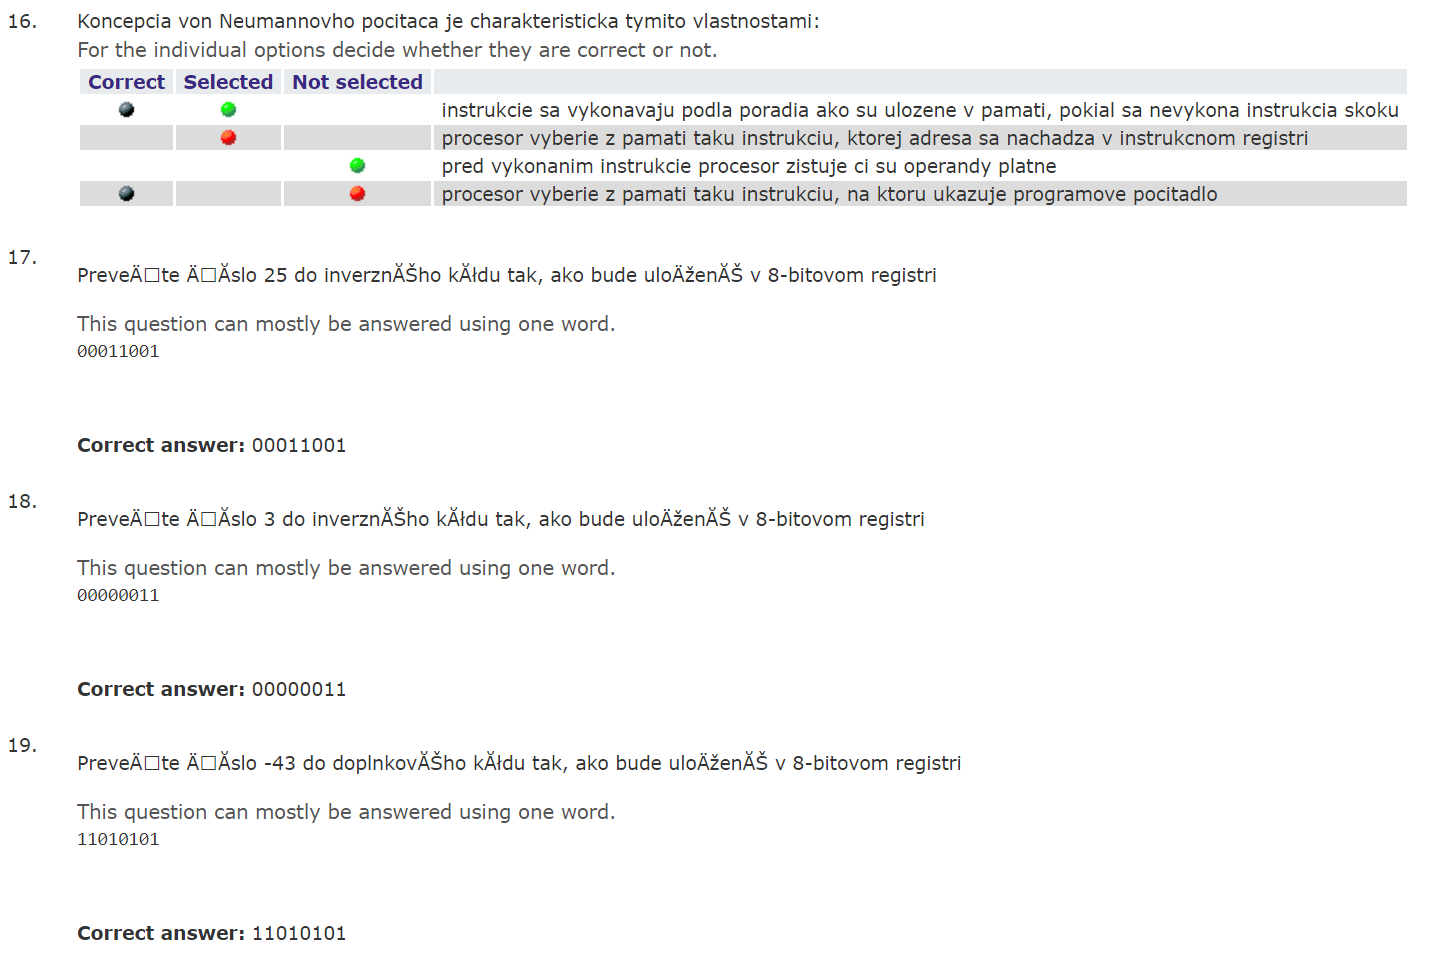 16. Koncepcia von Neumannovho pocitaca je charakteristicka tymito vlastnostami:
For the individual options decide whether they are correct or not.
Correct Selected Not selected
instrukcie sa vykonavaju podla poradia ako su ulozene v pamati, pokial sa nevykona instrukcia skoku
procesor vyberie z pamati taku instrukciu, ktorej adresa sa nachadza v instrukcnom registri
pred vykonanim instrukcie procesor zistuje ci su operandy platne
procesor vyberie z pamati taku instrukciu, na ktoru ukazuje programove pocitadlo
17.
PreveÄ□te Ä□Ăslo 25 do inverznĂŠho kĂłdu tak, ako bude uloÄženĂŠ v 8-bitovom registri
This question can mostly be answered using one word.
00011001
Correct answer: 00011001
18.
PreveÄ□te Ä□Ăslo 3 do inverznĂŠho kĂłdu tak, ako bude uloÄženĂŠ v 8-bitovom registri
This question can mostly be answered using one word.
00000011
Correct answer: 00000011
19.
PreveÄ□te Ä□Ăslo -43 do doplnkovĂŠho kĂłdu tak, ako bude uloÄženĂŠ v 8-bitovom registri
This question can mostly be answered using one word.
11010101
Correct answer: 11010101